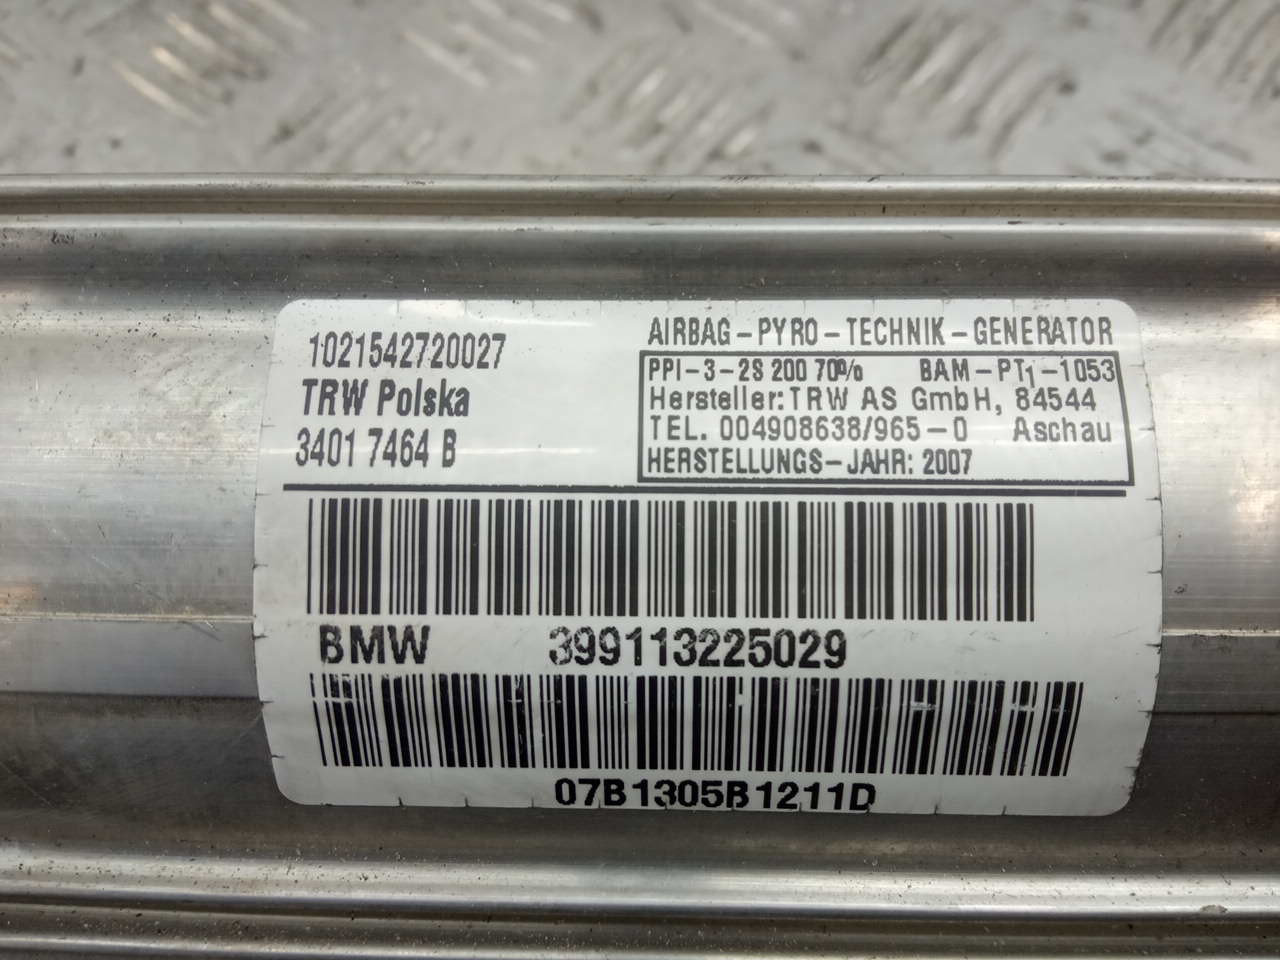 1021542720027
TRW Polska
3401 7464 B
AIRBAG-PYRO-TECHNIK-GENERATOR
PPI-3-2S 200 70% BAM-PT1-1053
Hersteller: TRW AS GmbH, 84544
TEL. 004908638/965-0 Aschau
HERSTELLUNGS-JAHR: 2007
BMW 399113225029
07B1305B1211D